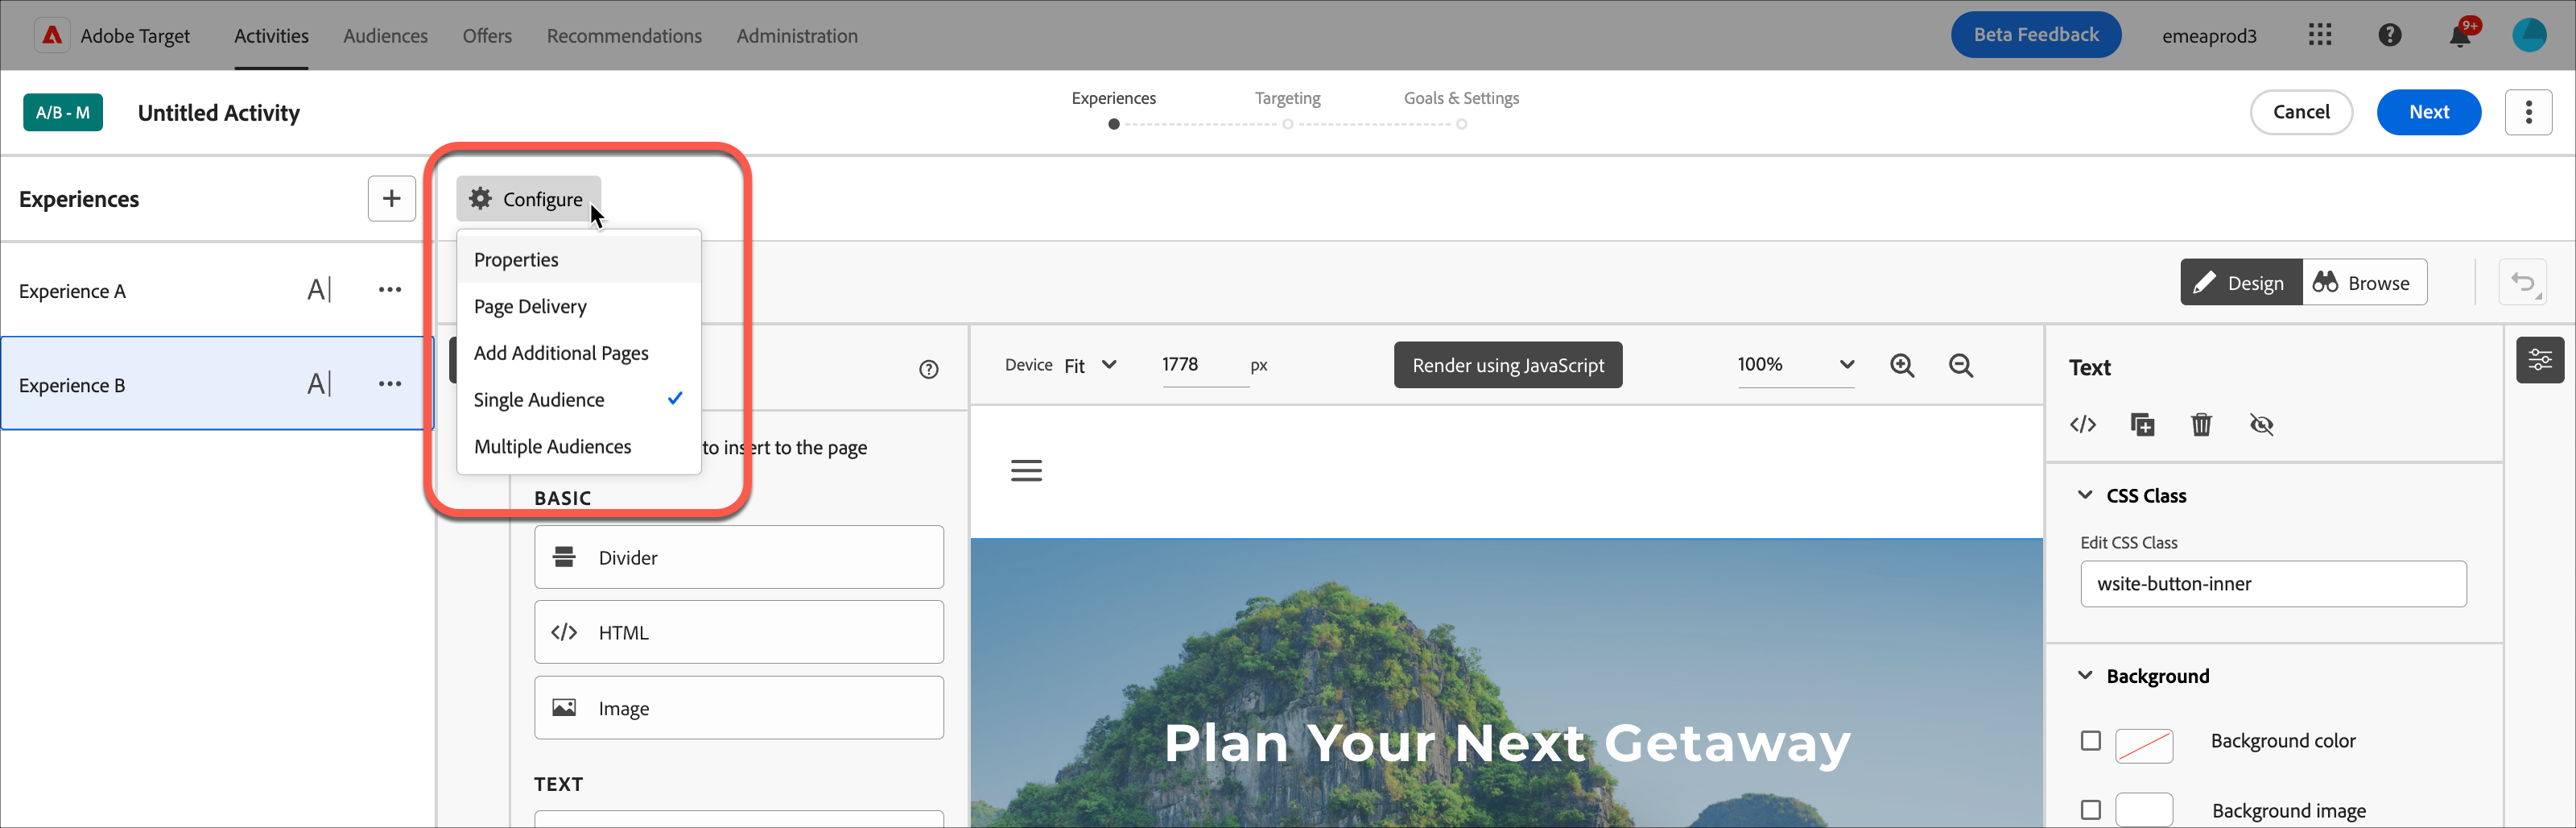 Adobe Target
Activities
Audiences
Offers
Recommendations
Administration
Beta Feedback
emeaprod3
9+
A/B - M
Untitled Activity
Experiences
Targeting
Goals & Settings
Cancel
Next
Experiences
Configure
Properties
Page Delivery
Add Additional Pages
Single Audience
Multiple Audiences
Experience A
Experience B
Design
Browse
to insert to the page
BASIC
Divider
HTML
Image
TEXT
Device
Fit
1778
px
Render using JavaScript
100%
Plan Your Next Getaway
Text
CSS Class
Edit CSS Class
wsite-button-inner
Background
Background color
Background image